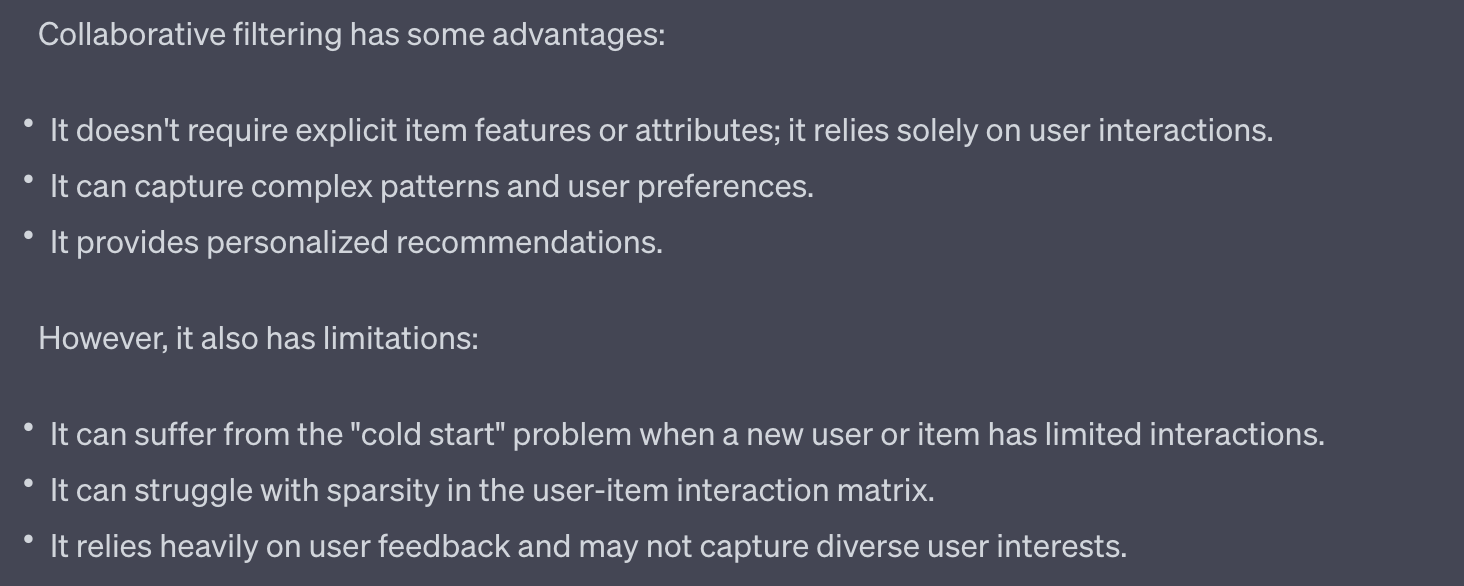 Collaborative filtering has some advantages:
• It doesn't require explicit item features or attributes; it relies solely on user interactions.
• It can capture complex patterns and user preferences.
• It provides personalized recommendations.
However, it also has limitations:
• It can suffer from the "cold start" problem when a new user or item has limited interactions.
• It can struggle with sparsity in the user-item interaction matrix.
• It relies heavily on user feedback and may not capture diverse user interests.